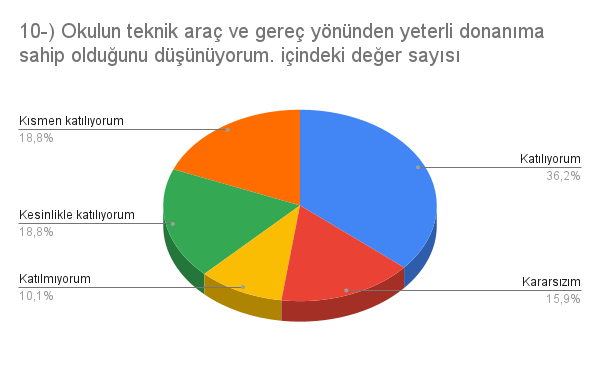 10-) Okulun teknik araç ve gereç yönünden yeterli donanıma
sahip olduğunu düşünüyorum. içindeki değer sayısı
Kısmen katılıyorum
18,8%
Katılıyorum
36,2%
Kesinlikle katılıyorum
18,8%
Katılmıyorum
10,1%
Kararsızım
15,9%